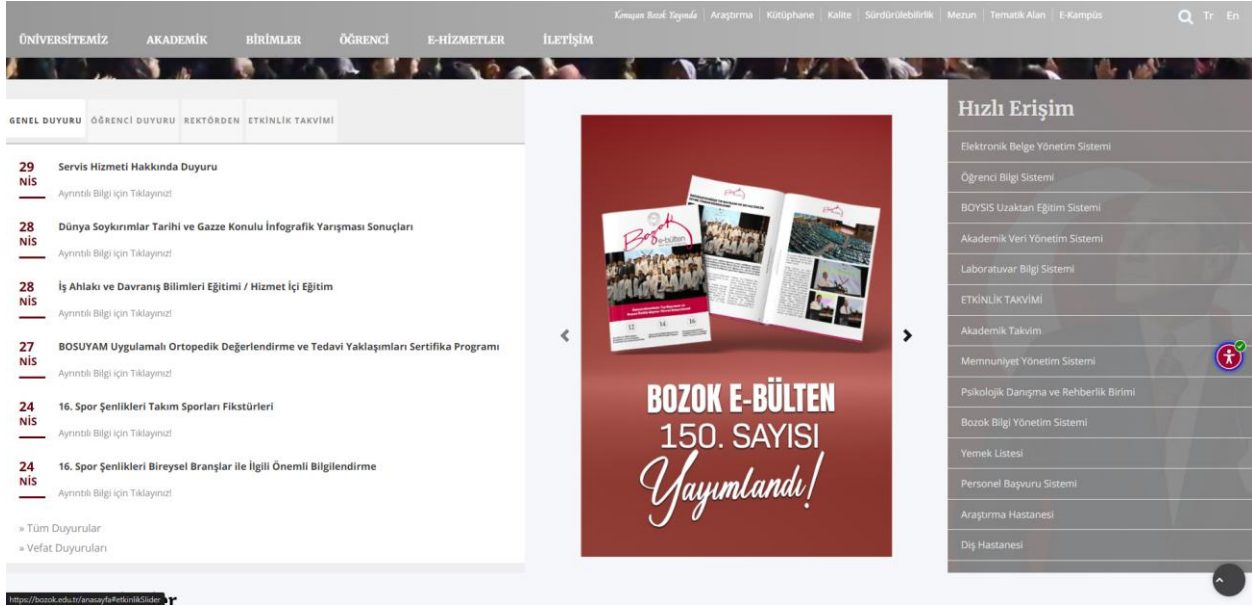 Konuşan Bozok Yayında Araştırma Kütüphane Kalite Sürdürülebilirlik Mezun Tematik Alan E-Kampüs Tr En
ÜNİVERSİTEMİZ AKADEMİK BİRİMLER ÖĞRENCİ E-HİZMETLER İLETİŞİM
GENEL DUYURU ÖĞRENCİ DUYURU REKTÖRDEN ETKİNLİK TAKVİMİ
29 NİS
Servis Hizmeti Hakkında Duyuru
Ayrıntılı Bilgi için Tıklayınız!
28 NİS
Dünya Soykırımlar Tarihi ve Gazze Konulu İnfografik Yarışması Sonuçları
Ayrıntılı Bilgi için Tıklayınız!
28 NİS
İş Ahlakı ve Davranış Bilimleri Eğitimi / Hizmet İçi Eğitim
Ayrıntılı Bilgi için Tıklayınız!
27 NİS
BOSUYAM Uygulamalı Ortopedik Değerlendirme ve Tedavi Yaklaşımları Sertifika Programı
Ayrıntılı Bilgi için Tıklayınız!
24 NİS
16. Spor Şenlikleri Takım Sporları Fikstürleri
Ayrıntılı Bilgi için Tıklayınız!
24 NİS
16. Spor Şenlikleri Bireysel Branşlar ile İlgili Önemli Bilgilendirme
Ayrıntılı Bilgi için Tıklayınız!
» Tüm Duyurular
» Vefat Duyuruları
Bozok
e-bülten
12 14 16
BOZOK E-BÜLTEN
150. SAYISI
Yayımlandı!
Hızlı Erişim
Elektronik Belge Yönetim Sistemi
Öğrenci Bilgi Sistemi
BOYSIS Uzaktan Eğitim Sistemi
Akademik Veri Yönetim Sistemi
Laboratuvar Bilgi Sistemi
ETKİNLİK TAKVİMİ
Akademik Takvim
Memnuniyet Yönetim Sistemi
Psikolojik Danışma ve Rehberlik Birimi
Bozok Bilgi Yönetim Sistemi
Yemek Listesi
Personel Başvuru Sistemi
Araştırma Hastanesi
Diş Hastanesi
https://bozok.edu.tr/anasayfa#etkinlikSlider